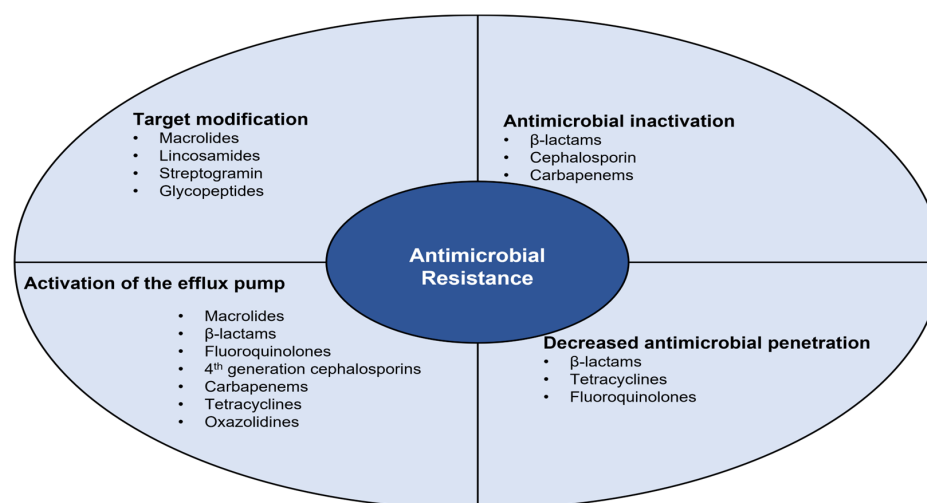 Target modification
• Macrolides
• Lincosamides
• Streptogramin
• Glycopeptides
Antimicrobial inactivation
• β-lactams
• Cephalosporin
• Carbapenems
Antimicrobial
Resistance
Activation of the efflux pump
• Macrolides
• β-lactams
• Fluoroquinolones
• 4th generation cephalosporins
• Carbapenems
• Tetracyclines
• Oxazolidines
Decreased antimicrobial penetration
• β-lactams
• Tetracyclines
• Fluoroquinolones